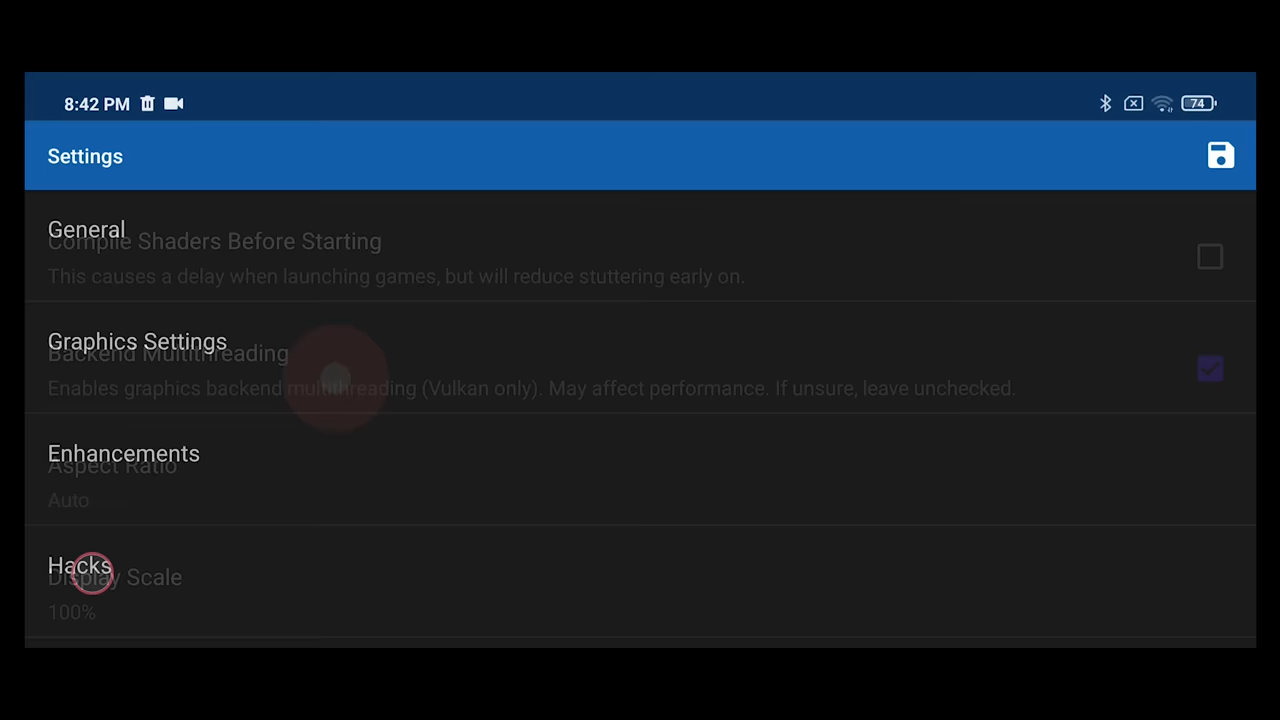 8:42 PM
74
Settings
General
Compile Shaders Before Starting
This causes a delay when launching games, but will reduce stuttering early on.
Graphics Settings
Backend Multithreading
Enables graphics backend multithreading (Vulkan only). May affect performance. If unsure, leave unchecked.
Enhancements
Aspect Ratio
Auto
Hacks
Display Scale
100%